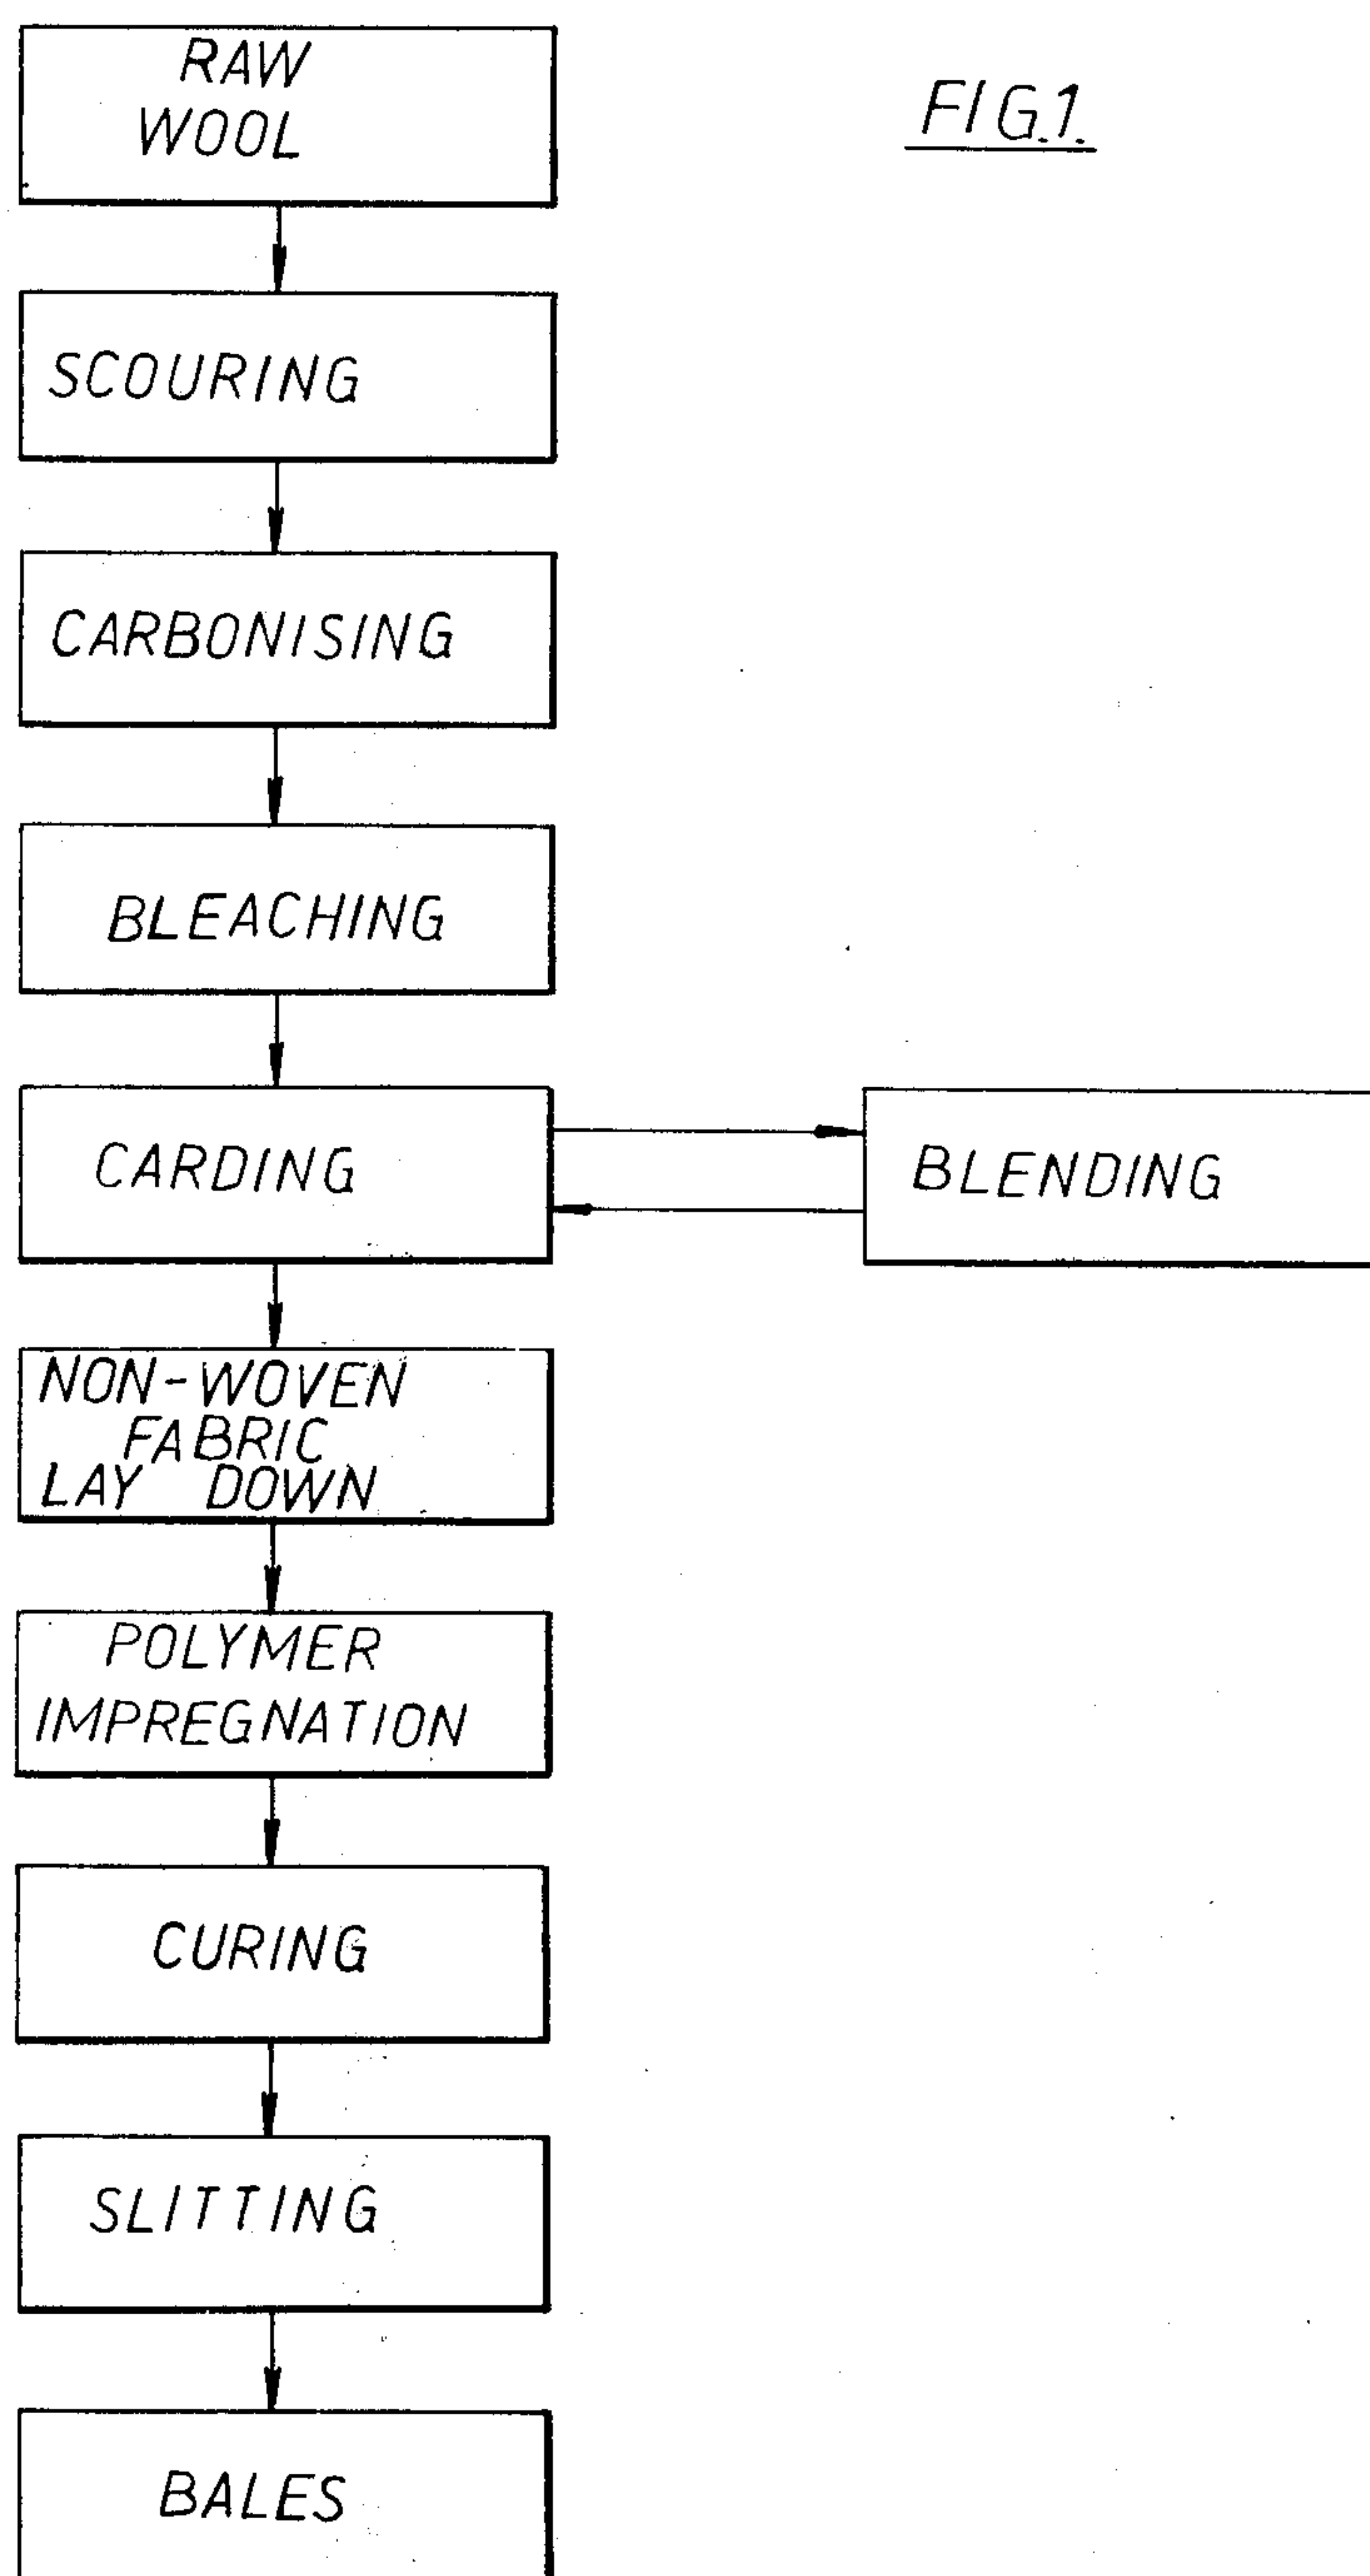 RAW
WOOL
FIG.1.
SCOURING
CARBONISING
BLEACHING
CARDING
BLENDING
NON-WOVEN
FABRIC
LAY DOWN
POLYMER
IMPREGNATION
CURING
SLITTING
BALES